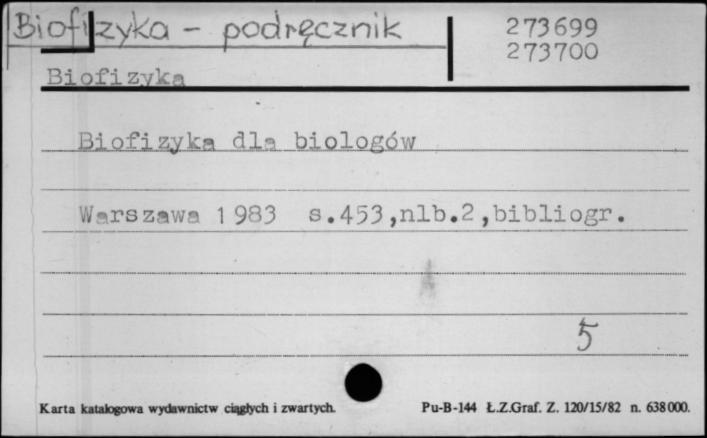 Biofizyka - podręcznik
273699
273700
Biofizyka
Biofizyka dla biologów
Warszawa 1983 s.453,nlb.2,bibliogr.
5
Karta katalogowa wydawnictw ciągłych i zwartych.
Pu-B-144 Ł.Z.Graf. Z. 120/15/82 n. 638000.